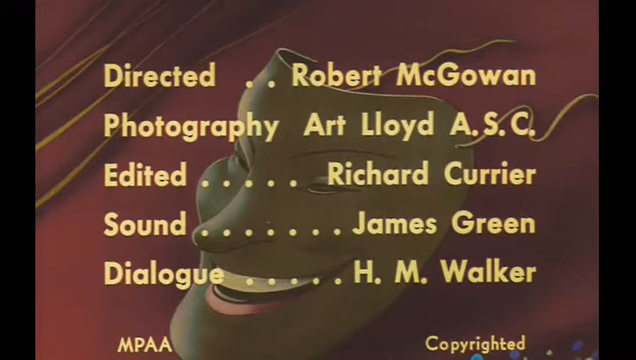 Directed . . Robert McGowan
Photography Art Lloyd A.S.C.
Edited . . . . . Richard Currier
Sound . . . . . . . James Green
Dialogue . . . . . H. M. Walker
MPAA Copyrighted